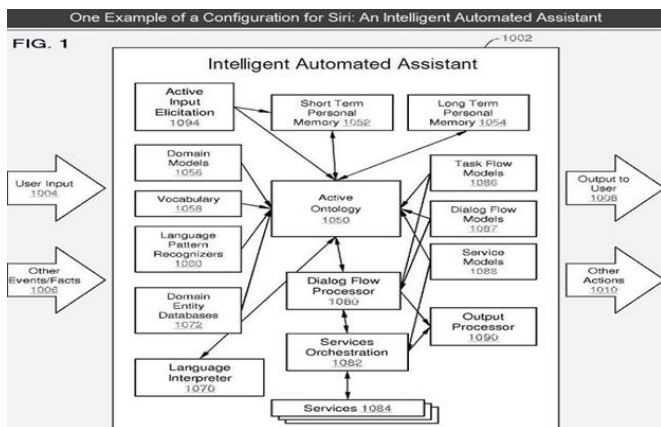 One Example of a Configuration for Siri: An Intelligent Automated Assistant
FIG. 1
1002
Intelligent Automated Assistant
Active
Input
Elicitation
1094
Short Term
Personal
Memory 1052
Long Term
Personal
Memory 1054
Domain
Models
1056
Vocabulary
1058
Language
Pattern
Recognizers
1060
Domain
Entity
Databases
1072
Language
Interpreter
1070
Active
Ontology
1050
Dialog Flow
Processor
1080
Services
Orchestration
1082
Services 1084
Task Flow
Models
1086
Dialog Flow
Models
1087
Service
Models
1088
Output
Processor
1090
User Input
1004
Other
Events/Facts
1006
Output to
User
1008
Other
Actions
1010